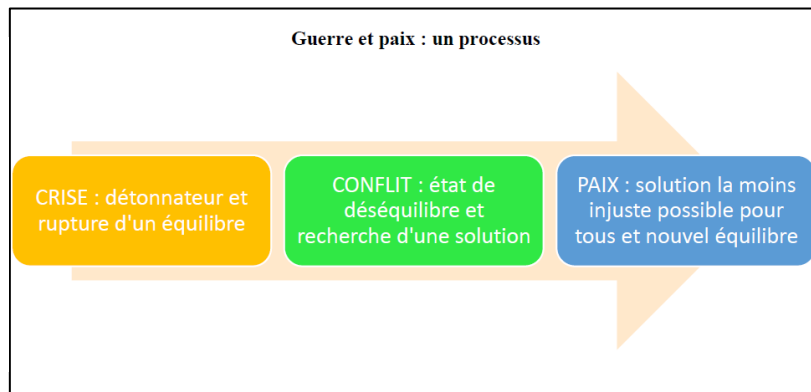 Guerre et paix : un processus
CRISE : détonnateur et
rupture d'un équilibre
CONFLIT : état de
déséquilibre et
recherche d'une solution
PAIX : solution la moins
injuste possible pour
tous et nouvel équilibre